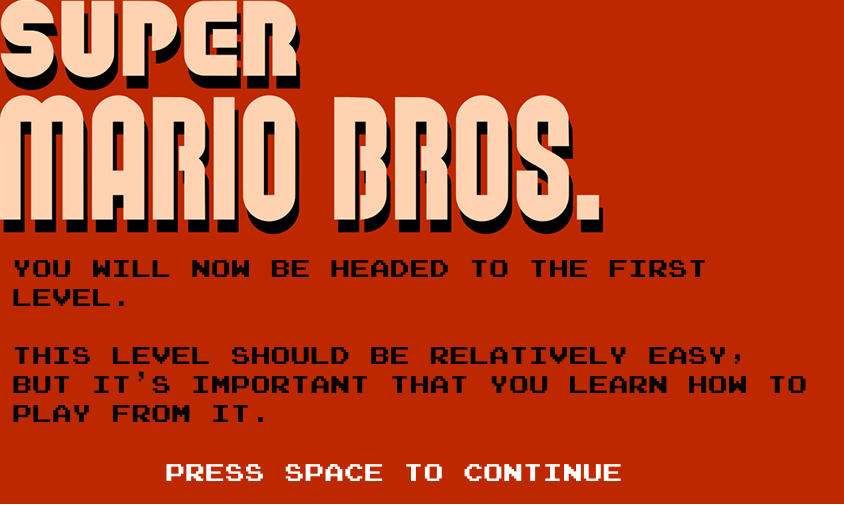 SUPER
MARIO BROS.
YOU WILL NOW BE HEADED TO THE FIRST
LEVEL.
THIS LEVEL SHOULD BE RELATIVELY EASY,
BUT IT'S IMPORTANT THAT YOU LEARN HOW TO
PLAY FROM IT.
PRESS SPACE TO CONTINUE